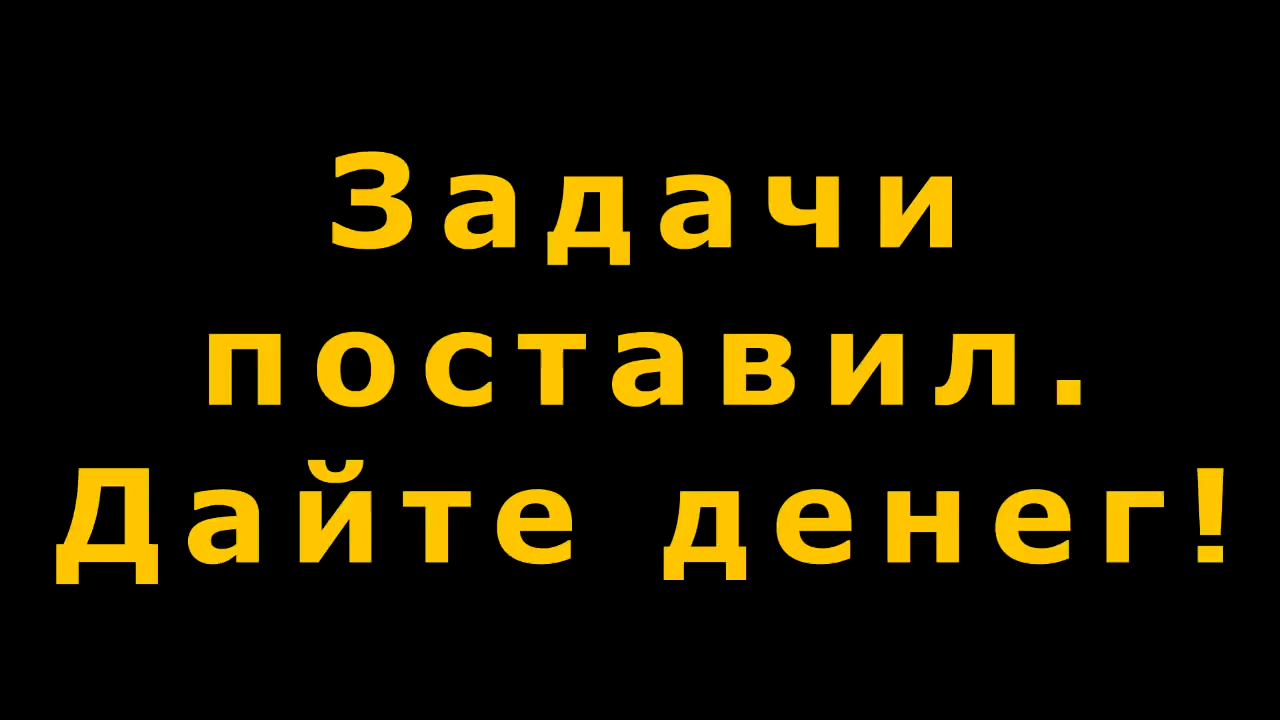 Задачи
поставил.
Дайте денег!